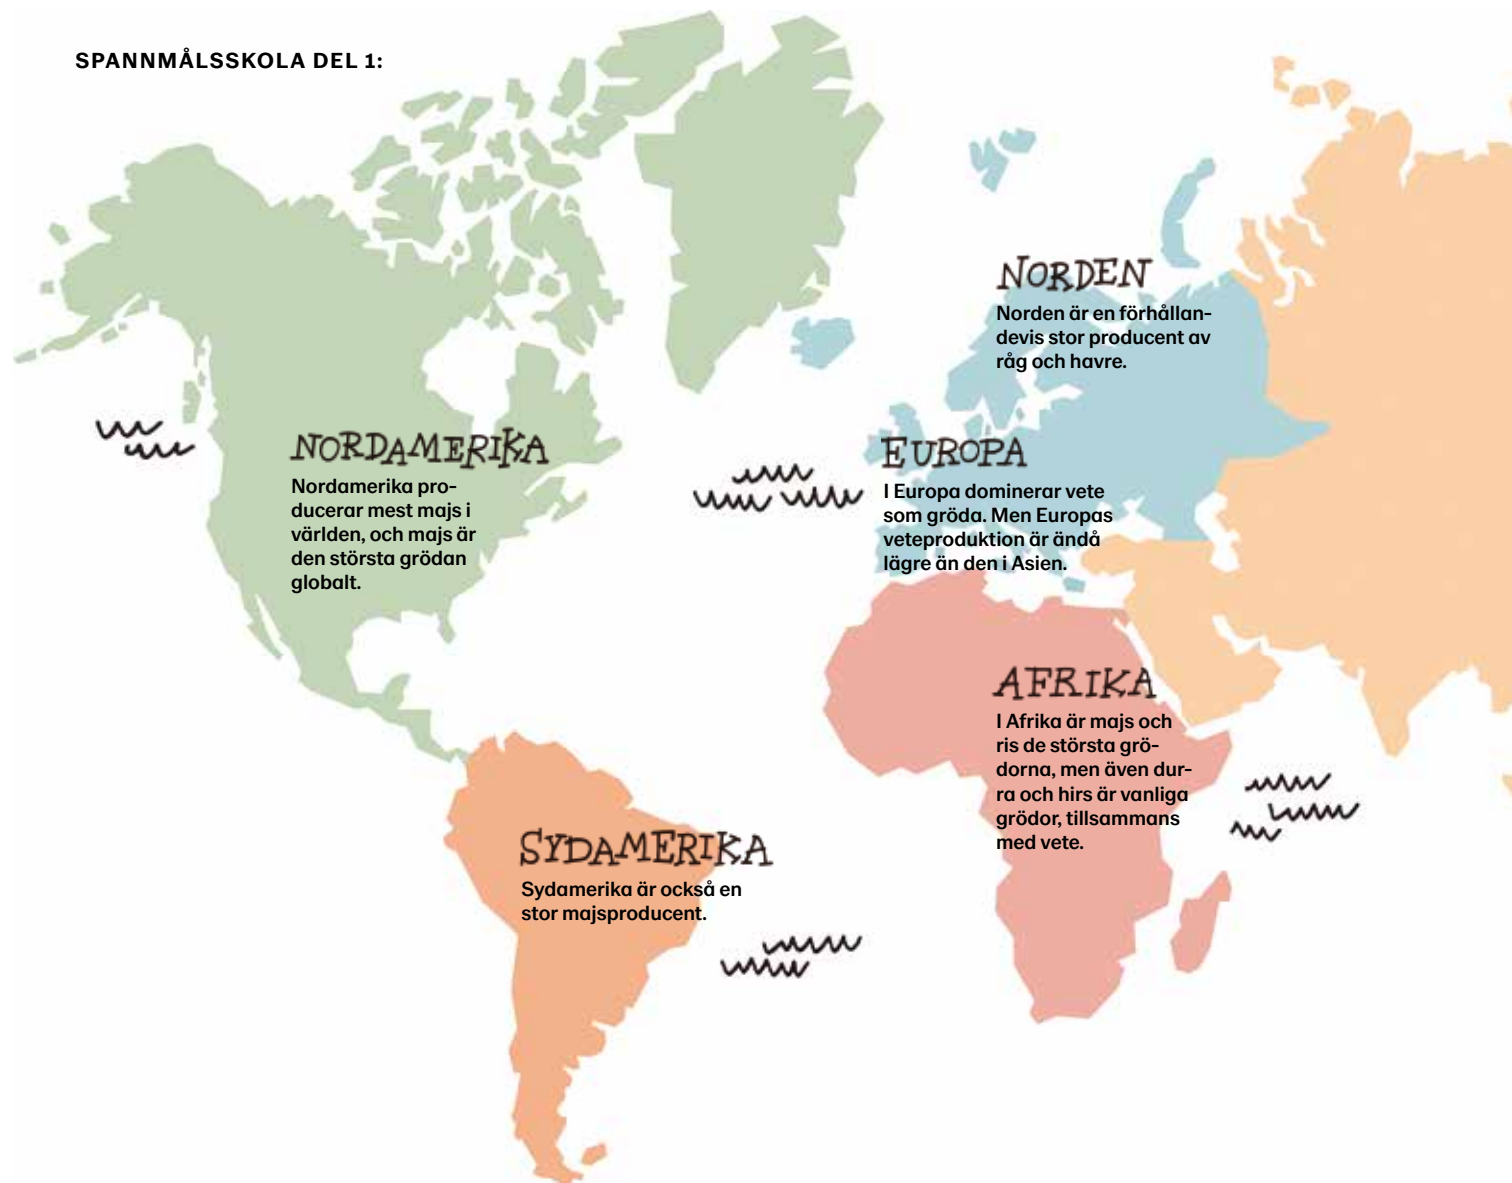 SPANNMÅLSSKOLA DEL 1:
NORDEN
Norden är en förhållan-
devis stor producent av
råg och havre.
NORDAMERIKA
Nordamerika pro-
ducerar mest majs i
världen, och majs är
den största grödan
globalt.
EUROPA
I Europa dominerar vete
som gröda. Men Europas
veteproduktion är ändå
lägre än den i Asien.
AFRIKA
I Afrika är majs och
ris de största grö-
dorna, men även dur-
ra och hirs är vanliga
grödor, tillsammans
med vete.
SYDAMERIKA
Sydamerika är också en
stor majsproducent.